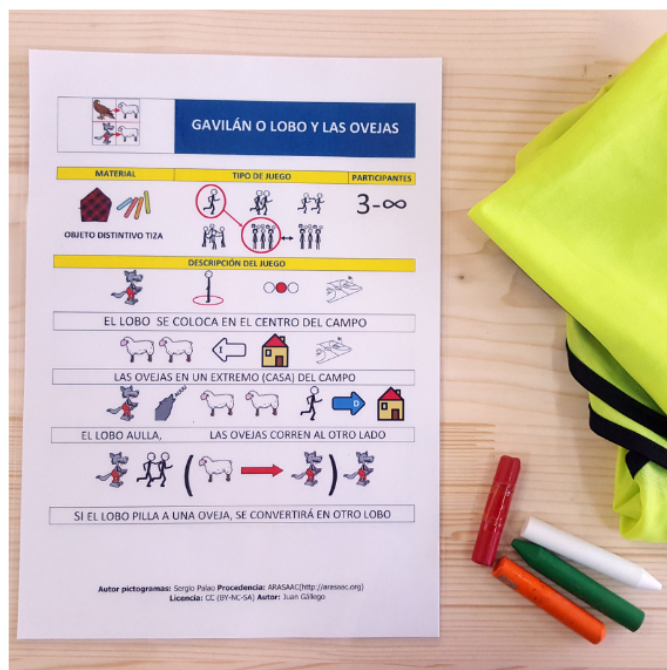 GAVILÁN O LOBO Y LAS OVEJAS
MATERIAL TIPO DE JUEGO PARTICIPANTES
3-∞
OBJETO DISTINTIVO TIZA
DESCRIPCIÓN DEL JUEGO
EL LOBO SE COLOCA EN EL CENTRO DEL CAMPO
I
LAS OVEJAS EN UN EXTREMO (CASA) DEL CAMPO
D
EL LOBO AULLA, LAS OVEJAS CORREN AL OTRO LADO
( )
SI EL LOBO PILLA A UNA OVEJA, SE CONVERTIRÁ EN OTRO LOBO
Autor pictogramas: Sergio Palao Procedencia: ARASAAC(http://arasaac.org)
Licencia: CC (BY-NC-SA) Autor: Juan Gállego